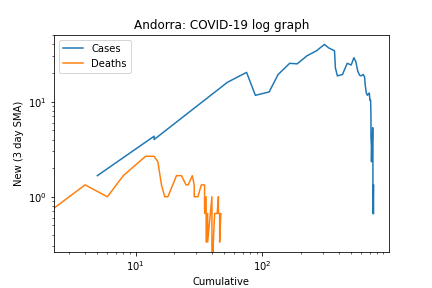 Andorra: COVID-19 log graph
Cases
Deaths
New (3 day SMA)
10¹
10⁰
10¹ 10²
Cumulative